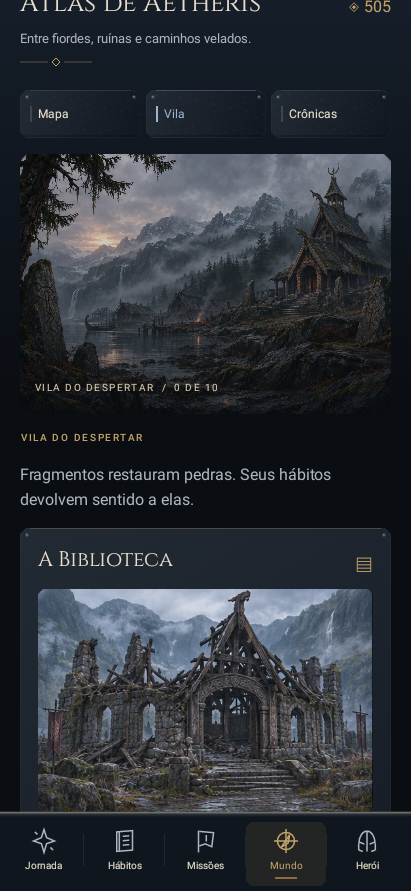 ATLAS DE AETHERIS
505
Entre fiordes, ruínas e caminhos velados.
Mapa
Vila
Crônicas
VILA DO DESPERTAR / 0 DE 10
VILA DO DESPERTAR
Fragmentos restauram pedras. Seus hábitos
devolvem sentido a elas.
A BIBLIOTECA
Jornada
Hábitos
Missões
Mundo
Herói